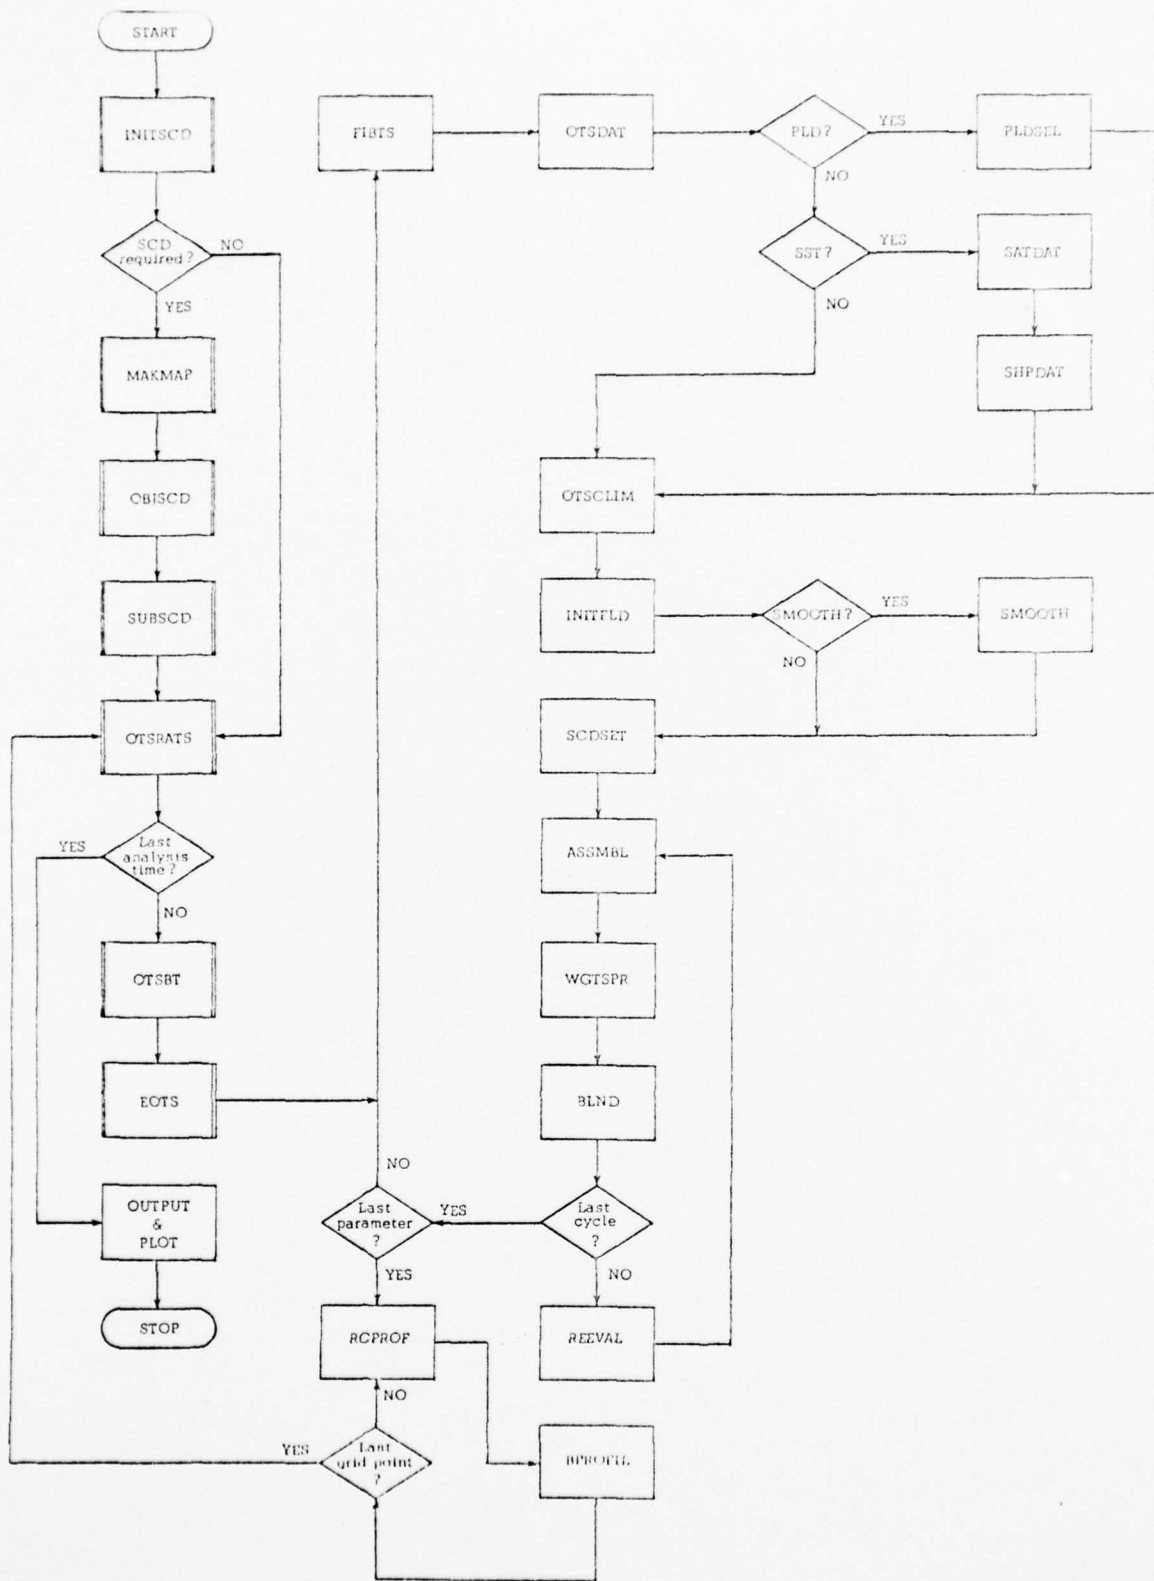 START
INITSCD
SCD
required?
NO
YES
MAKMAP
OBJSCD
SUBSCD
OTSRATS
Last
analysis
time?
YES
NO
OTSBT
EOTS
OUTPUT
&
PLOT
STOP
FIBTS
OTSDAT
PLD?
YES
PLDSEL
NO
SST?
YES
SATDAT
NO
SHPDAT
OTSCLIM
INITFLD
SMOOTH?
YES
SMOOTH
NO
SCDSET
ASSMBL
WGTSPR
BLND
Last
cycle
?
YES
NO
REEVAL
NO
Last
parameter
?
YES
RCPROF
NO
Last
grid point
?
YES
BPROFIL